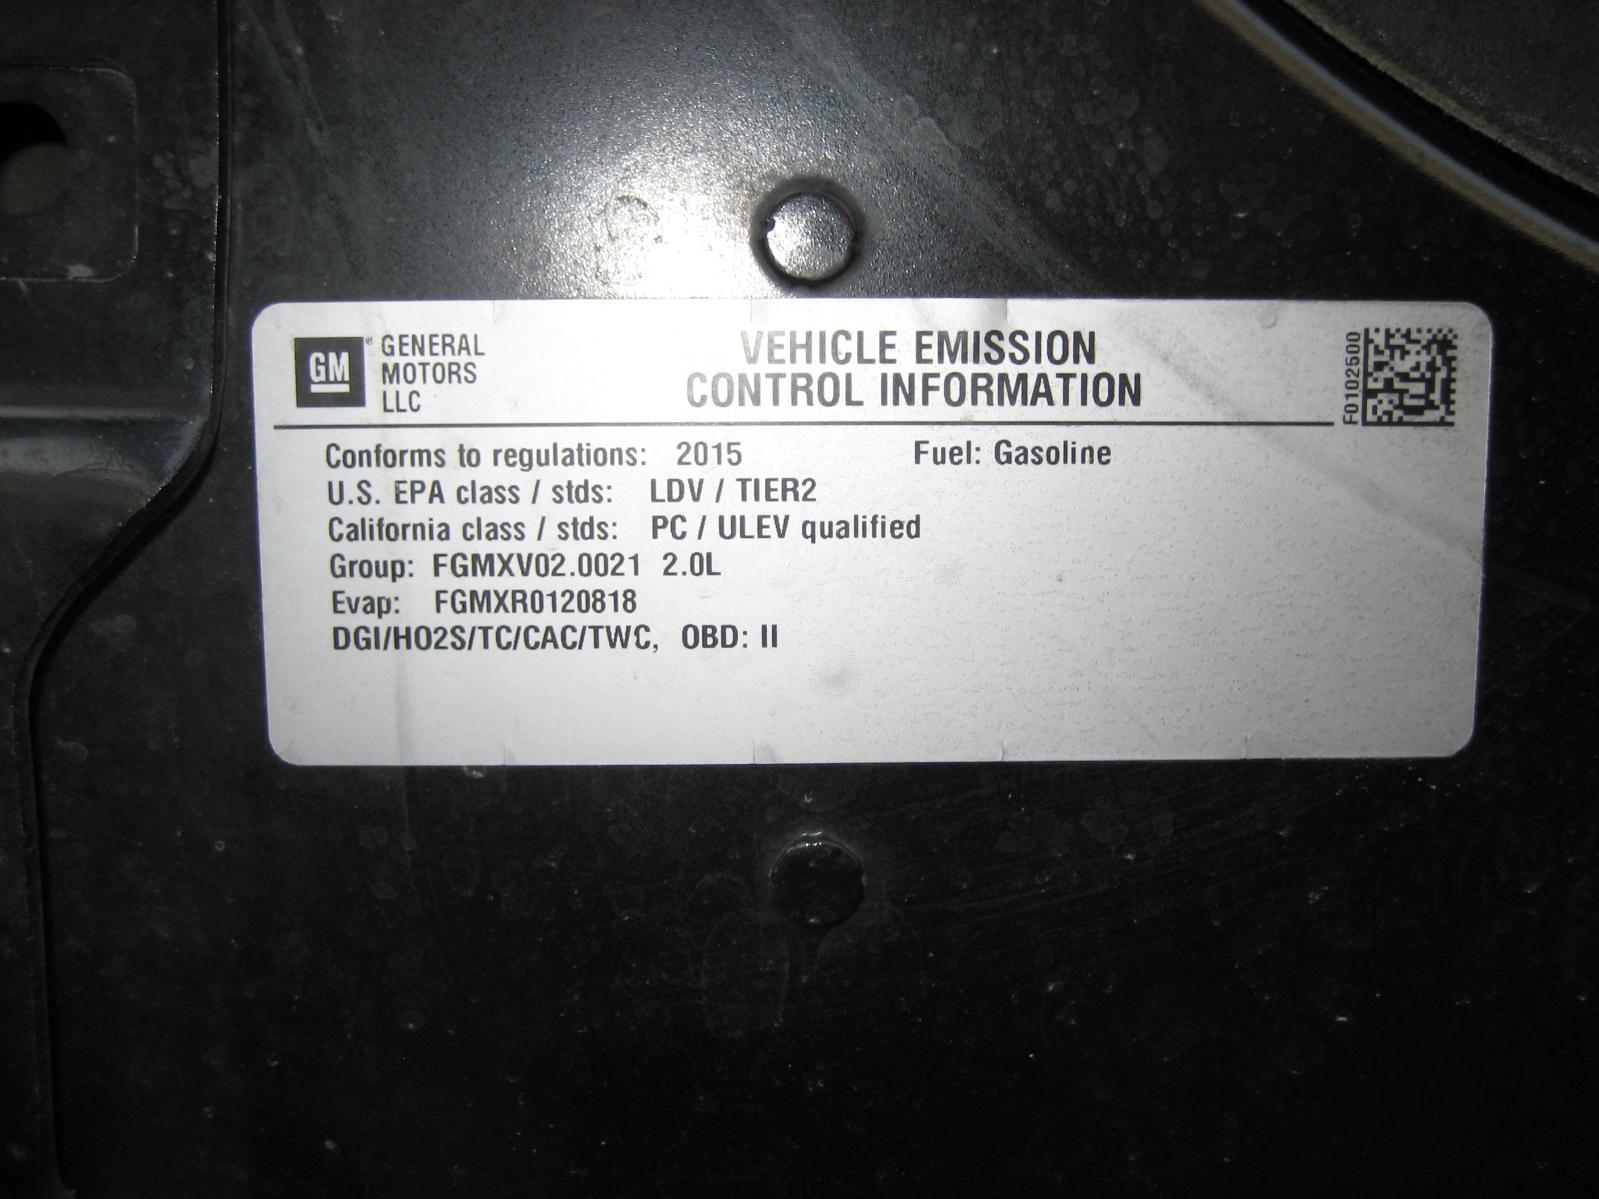 GM
GENERAL
MOTORS
LLC
VEHICLE EMISSION
CONTROL INFORMATION
F0102500
Conforms to regulations: 2015 Fuel: Gasoline
U.S. EPA class / stds: LDV / TIER2
California class / stds: PC / ULEV qualified
Group: FGMXV02.0021 2.0L
Evap: FGMXR0120818
DGI/HO2S/TC/CAC/TWC, OBD: II